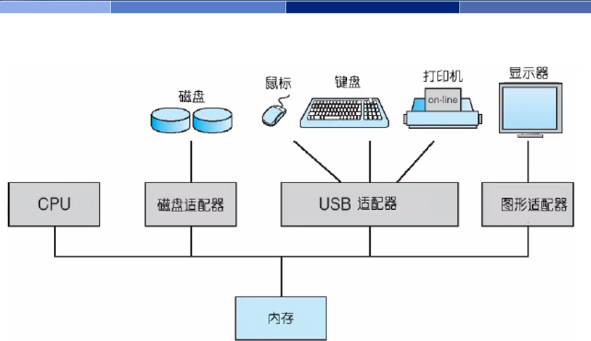 磁盘
鼠标
键盘
打印机
显示器
on-line
CPU
磁盘适配器
USB 适配器
图形适配器
内存